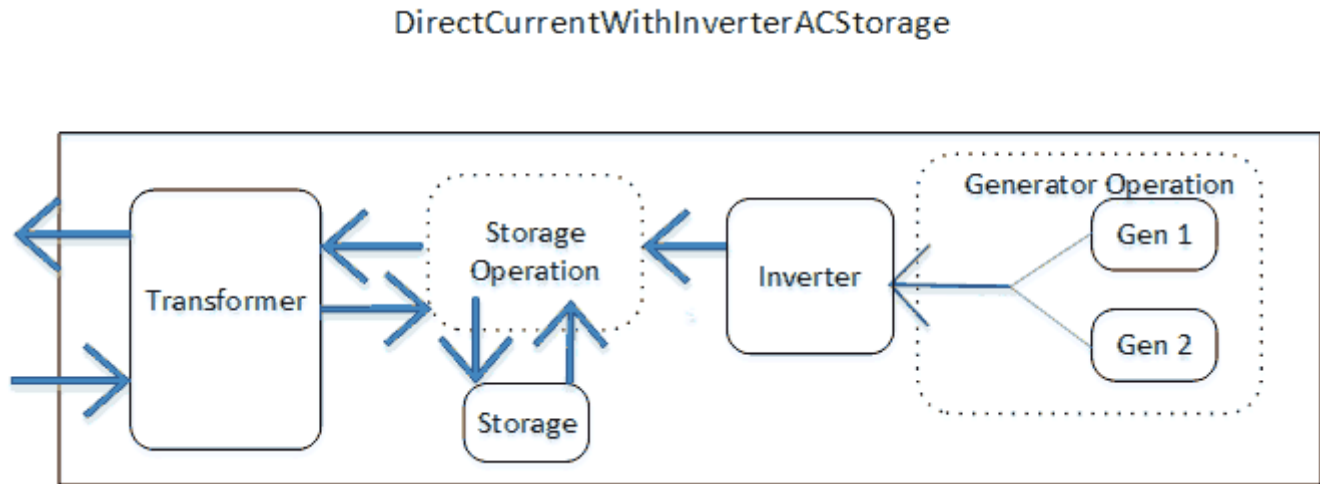 DirectCurrentWithInverterACStorage
Generator Operation
Storage
Operation
Gen 1
Inverter
Transformer
Gen 2
Storage